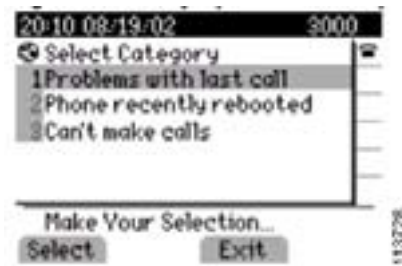 20:10 08/19/02 3000
Select Category
1 Problems with last call
2 Phone recently rebooted
3 Can't make calls
Make Your Selection...
Select Exit
113728